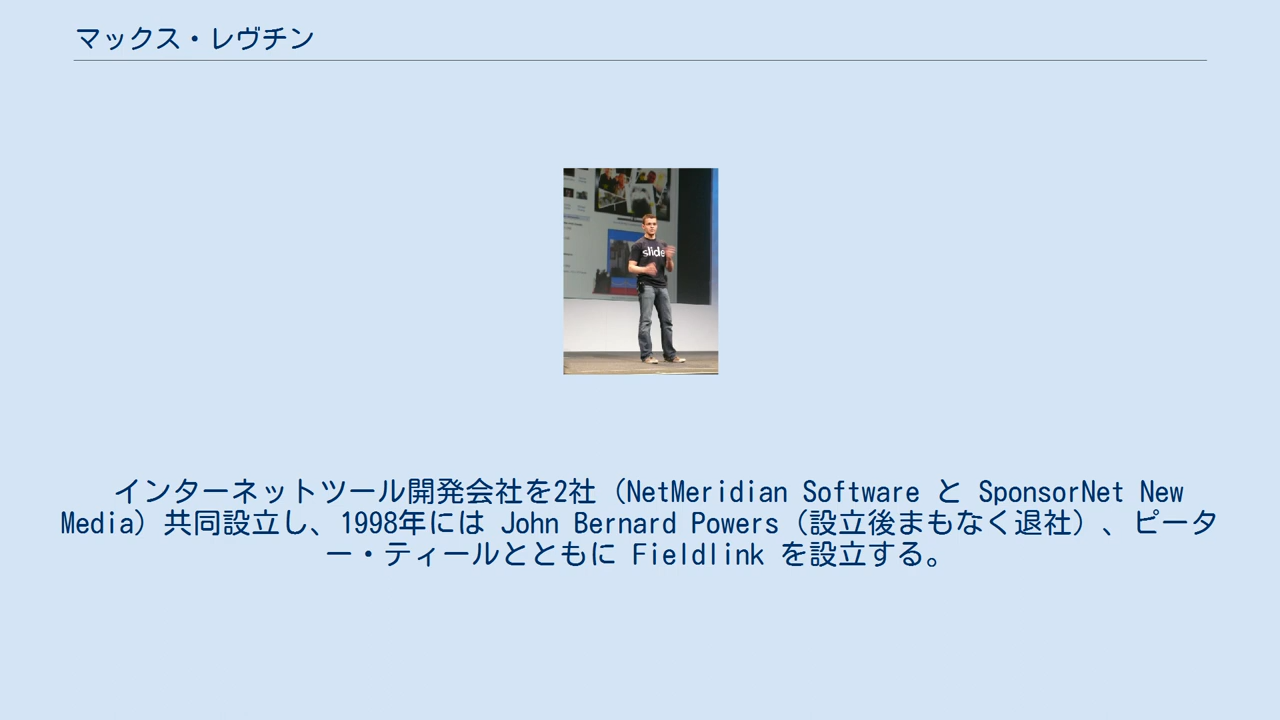 マックス・レヴチン
slide
インターネットツール開発会社を2社（NetMeridian Software と SponsorNet New
Media）共同設立し、1998年には John Bernard Powers（設立後まもなく退社）、ピータ
ー・ティールとともに Fieldlink を設立する。